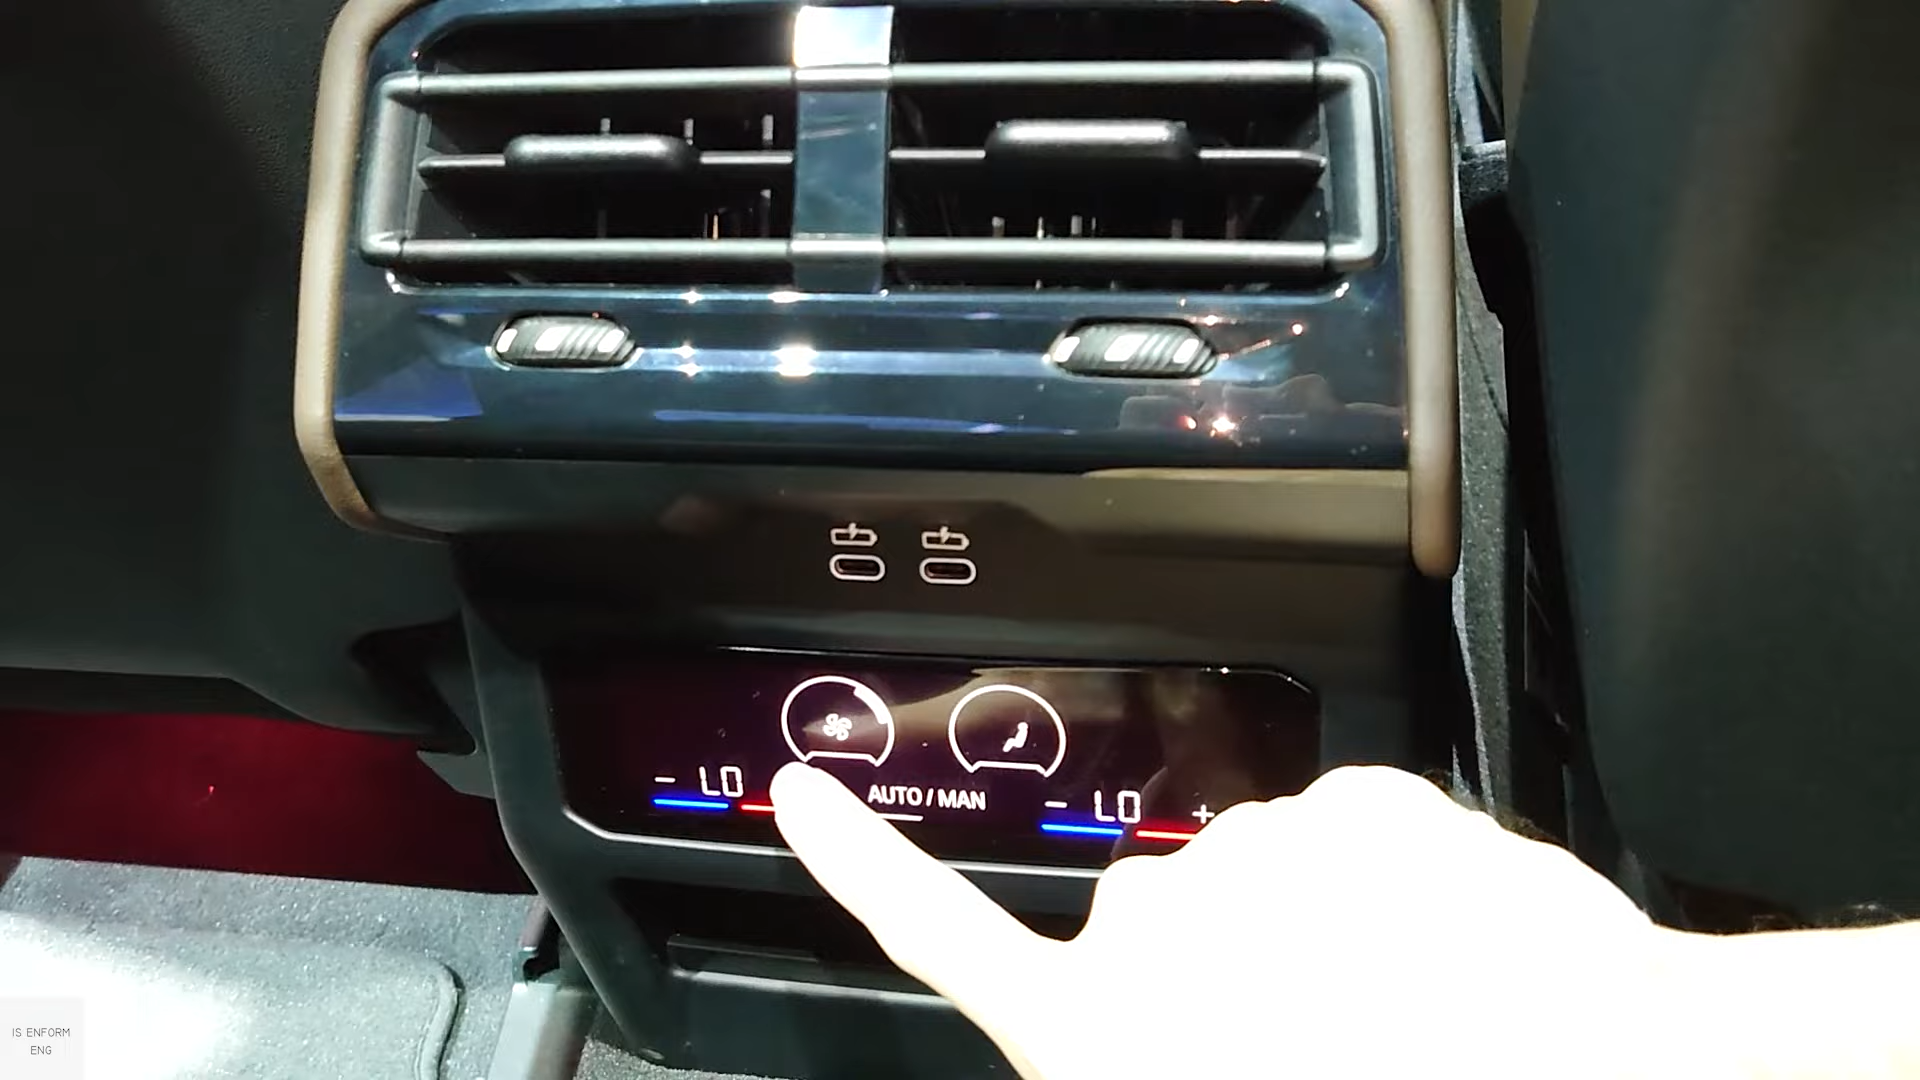 - LO
AUTO / MAN
- LO +
IS ENFORM
ENG